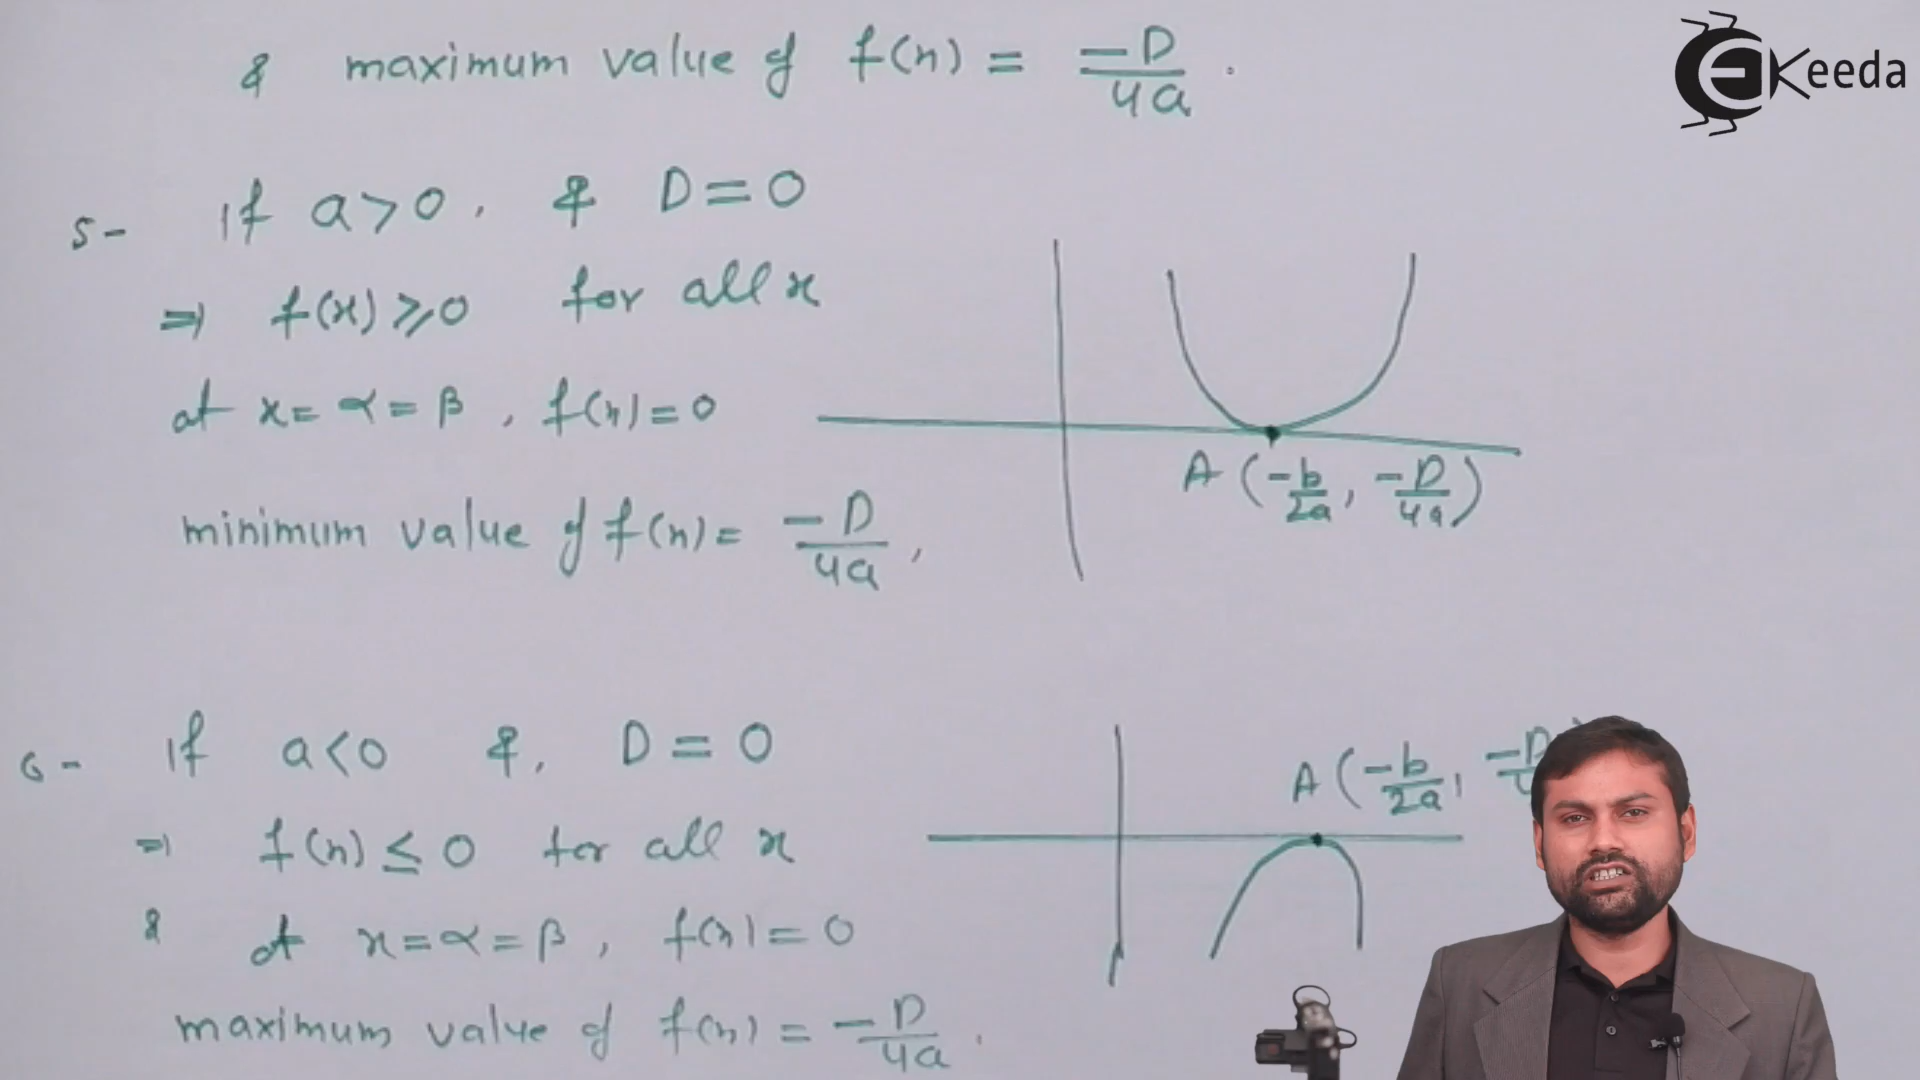 & maximum value of f(x) = -D/4a .
EKeeda
5- If a>0, & D=0
⇒ f(x) ⩾0 for all x
at x= α=β, f(x)=0
A (-b/2a, -D/4a)
minimum value of f(x)= -D/4a,
6- If a<0 &, D=0
A (-b/2a,
⇒ f(x) ≤ 0 for all x
& at x=α=β, f(x)=0
maximum value of f(x) = -D/4a .